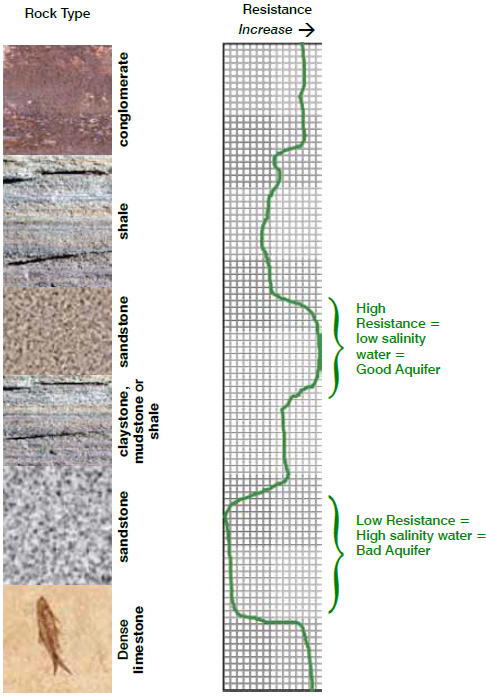 Rock Type
Resistance
Increase →
conglomerate
shale
sandstone
High
Resistance =
low salinity
water =
Good Aquifer
claystone,
mudstone or
shale
sandstone
Low Resistance =
High salinity water =
Bad Aquifer
Dense
limestone